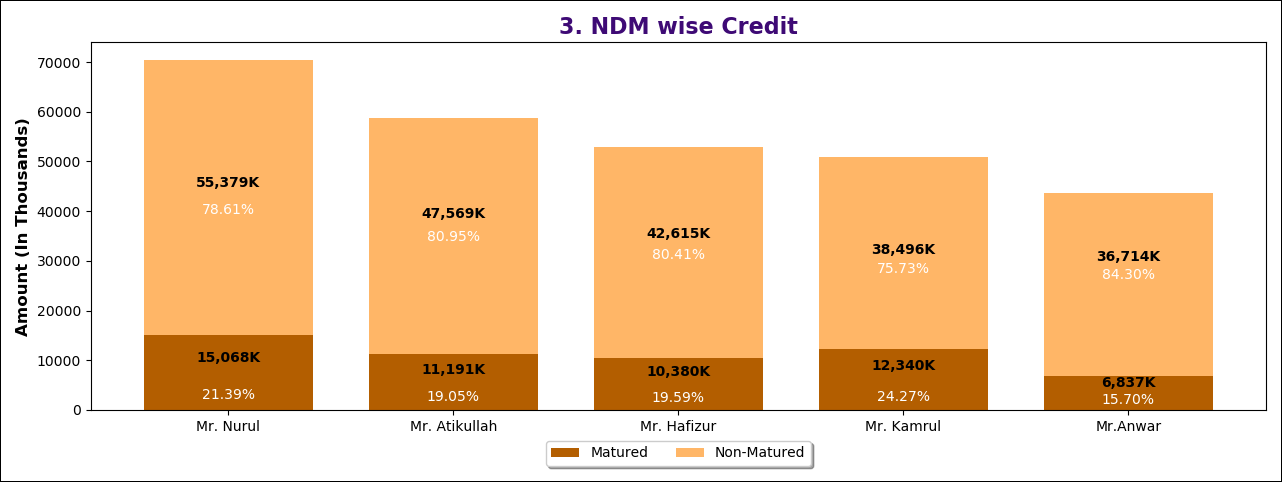 3. NDM wise Credit
Amount (In Thousands)
70000
60000
50000
40000
30000
20000
10000
0
55,379K
78.61%
15,068K
21.39%
47,569K
80.95%
11,191K
19.05%
42,615K
80.41%
10,380K
19.59%
38,496K
75.73%
12,340K
24.27%
36,714K
84.30%
6,837K
15.70%
Mr. Nurul
Mr. Atikullah
Mr. Hafizur
Mr. Kamrul
Mr.Anwar
Matured
Non-Matured